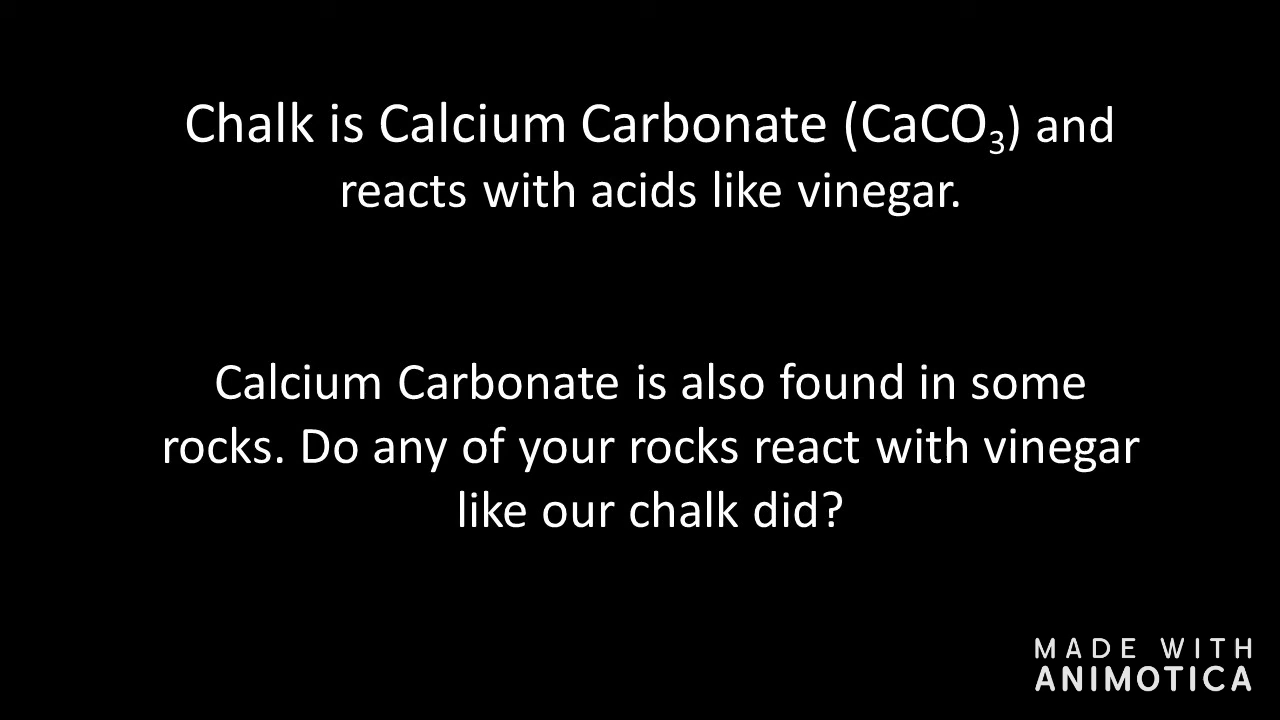 Chalk is Calcium Carbonate (CaCO₃) and
reacts with acids like vinegar.
Calcium Carbonate is also found in some
rocks. Do any of your rocks react with vinegar
like our chalk did?
MADE WITH
ANIMOTICA